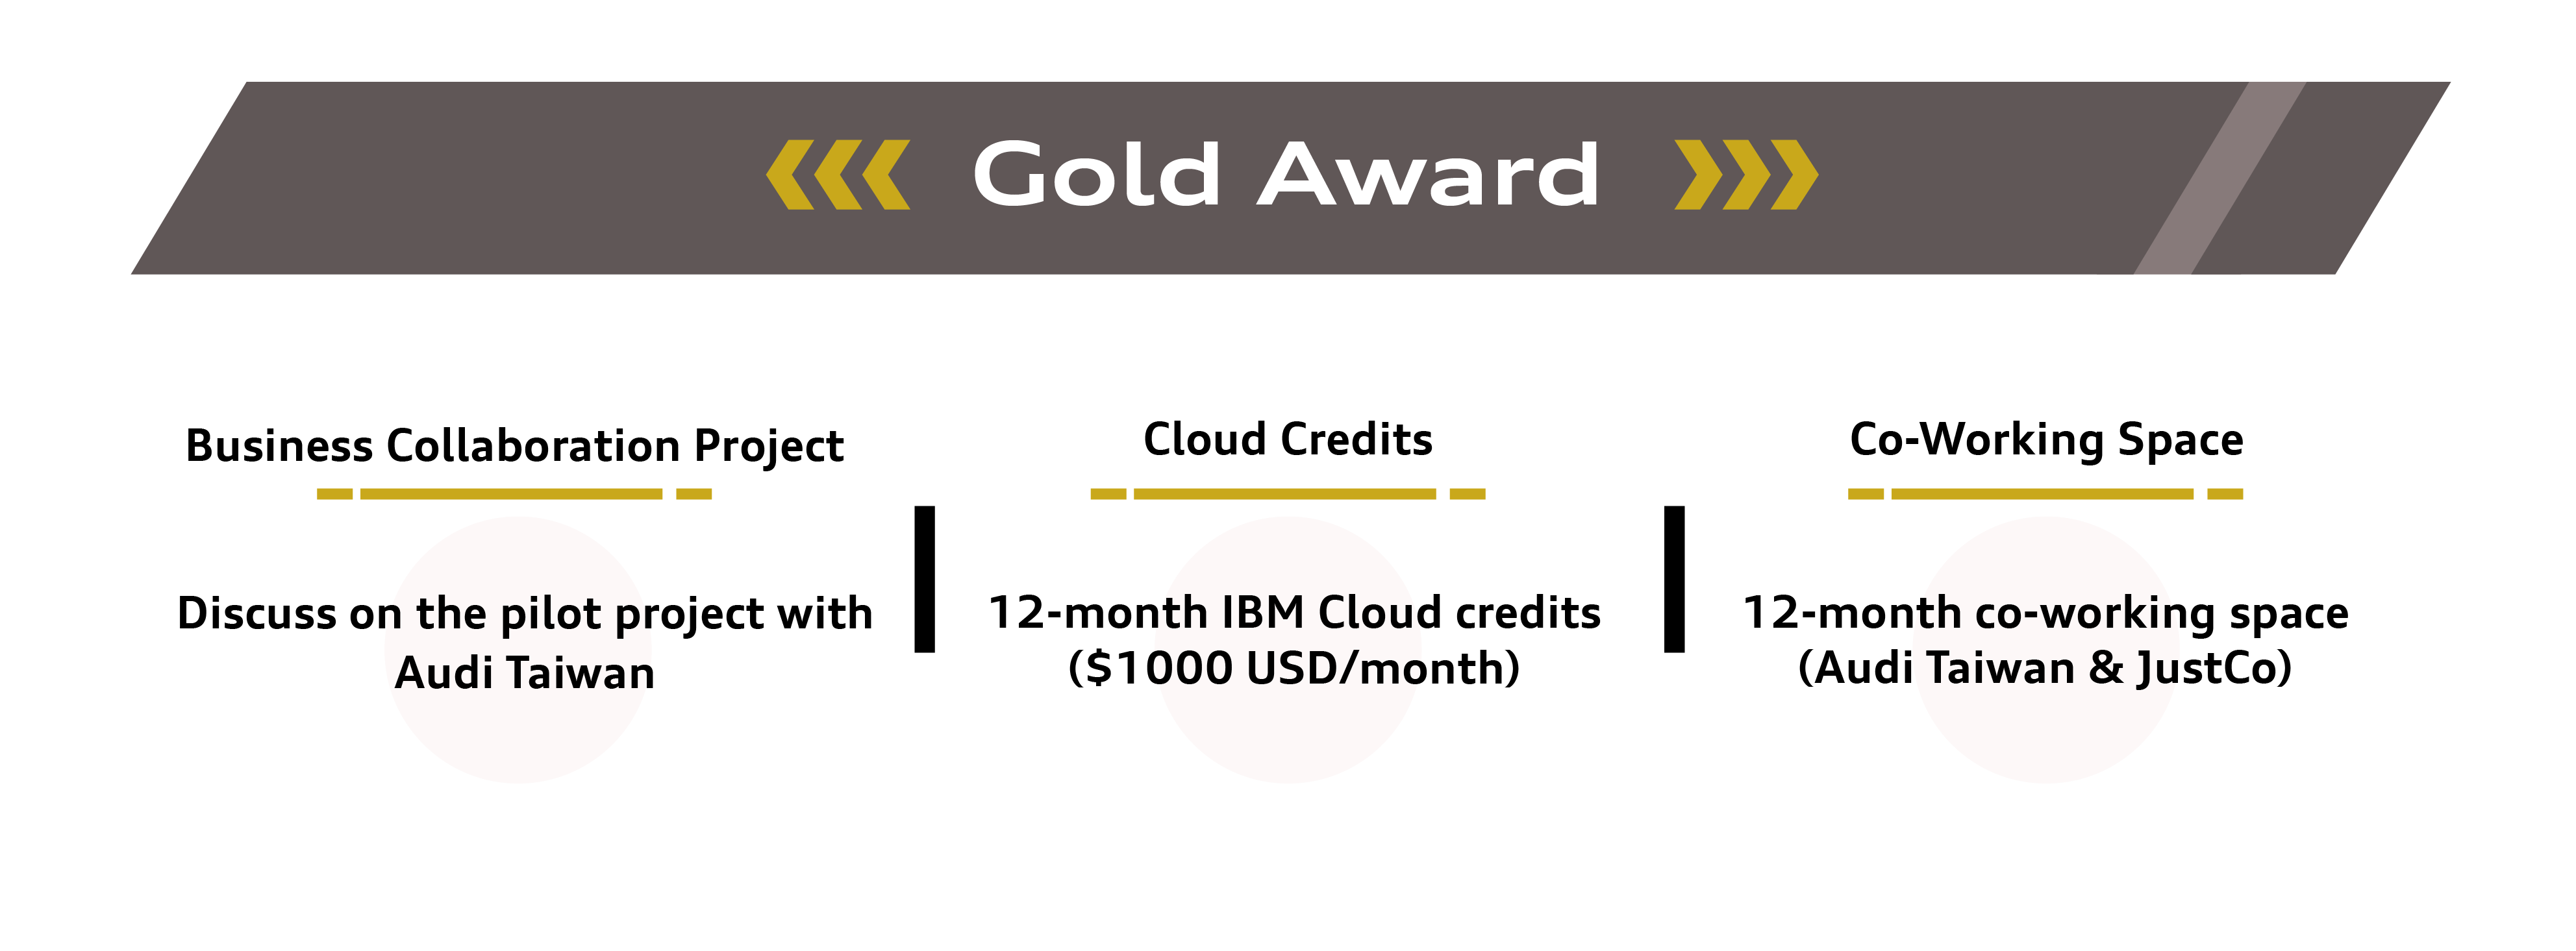 Gold Award
Business Collaboration Project
Discuss on the pilot project with
Audi Taiwan
Cloud Credits
12-month IBM Cloud credits
($1000 USD/month)
Co-Working Space
12-month co-working space
(Audi Taiwan & JustCo)